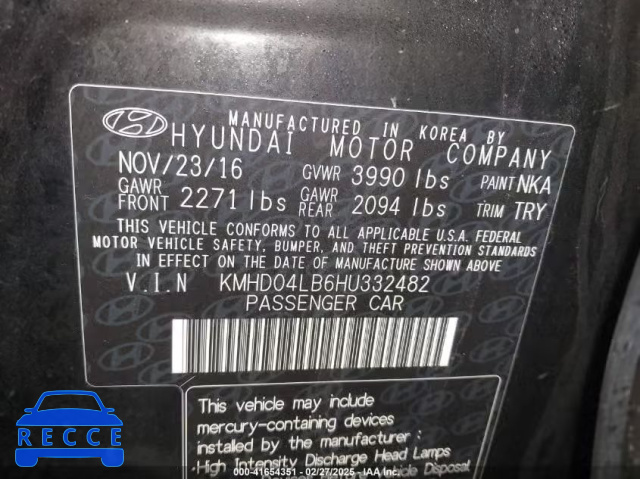 MANUFACTURED IN KOREA BY
HYUNDAI MOTOR COMPANY
NOV/23/16 GVWR 3990 lbs PAINT NKA
GAWR FRONT 2271 lbs GAWR REAR 2094 lbs TRIM TRY
THIS VEHICLE CONFORMS TO ALL APPLICABLE U.S.A. FEDERAL
MOTOR VEHICLE SAFETY, BUMPER, AND THEFT PREVENTION STANDARDS
IN EFFECT ON THE DATE OF MANUFACTURE SHOWN ABOVE
V.I.N KMHD04LB6HU332482
PASSENGER CAR
This vehicle may include
mercury-containing devices
installed by the manufacturer :
·High Intensity Discharge Head Lamps
Vehicle Disposal
RECCE
00-41654351 - 02/27/2025 - IAA Inc.